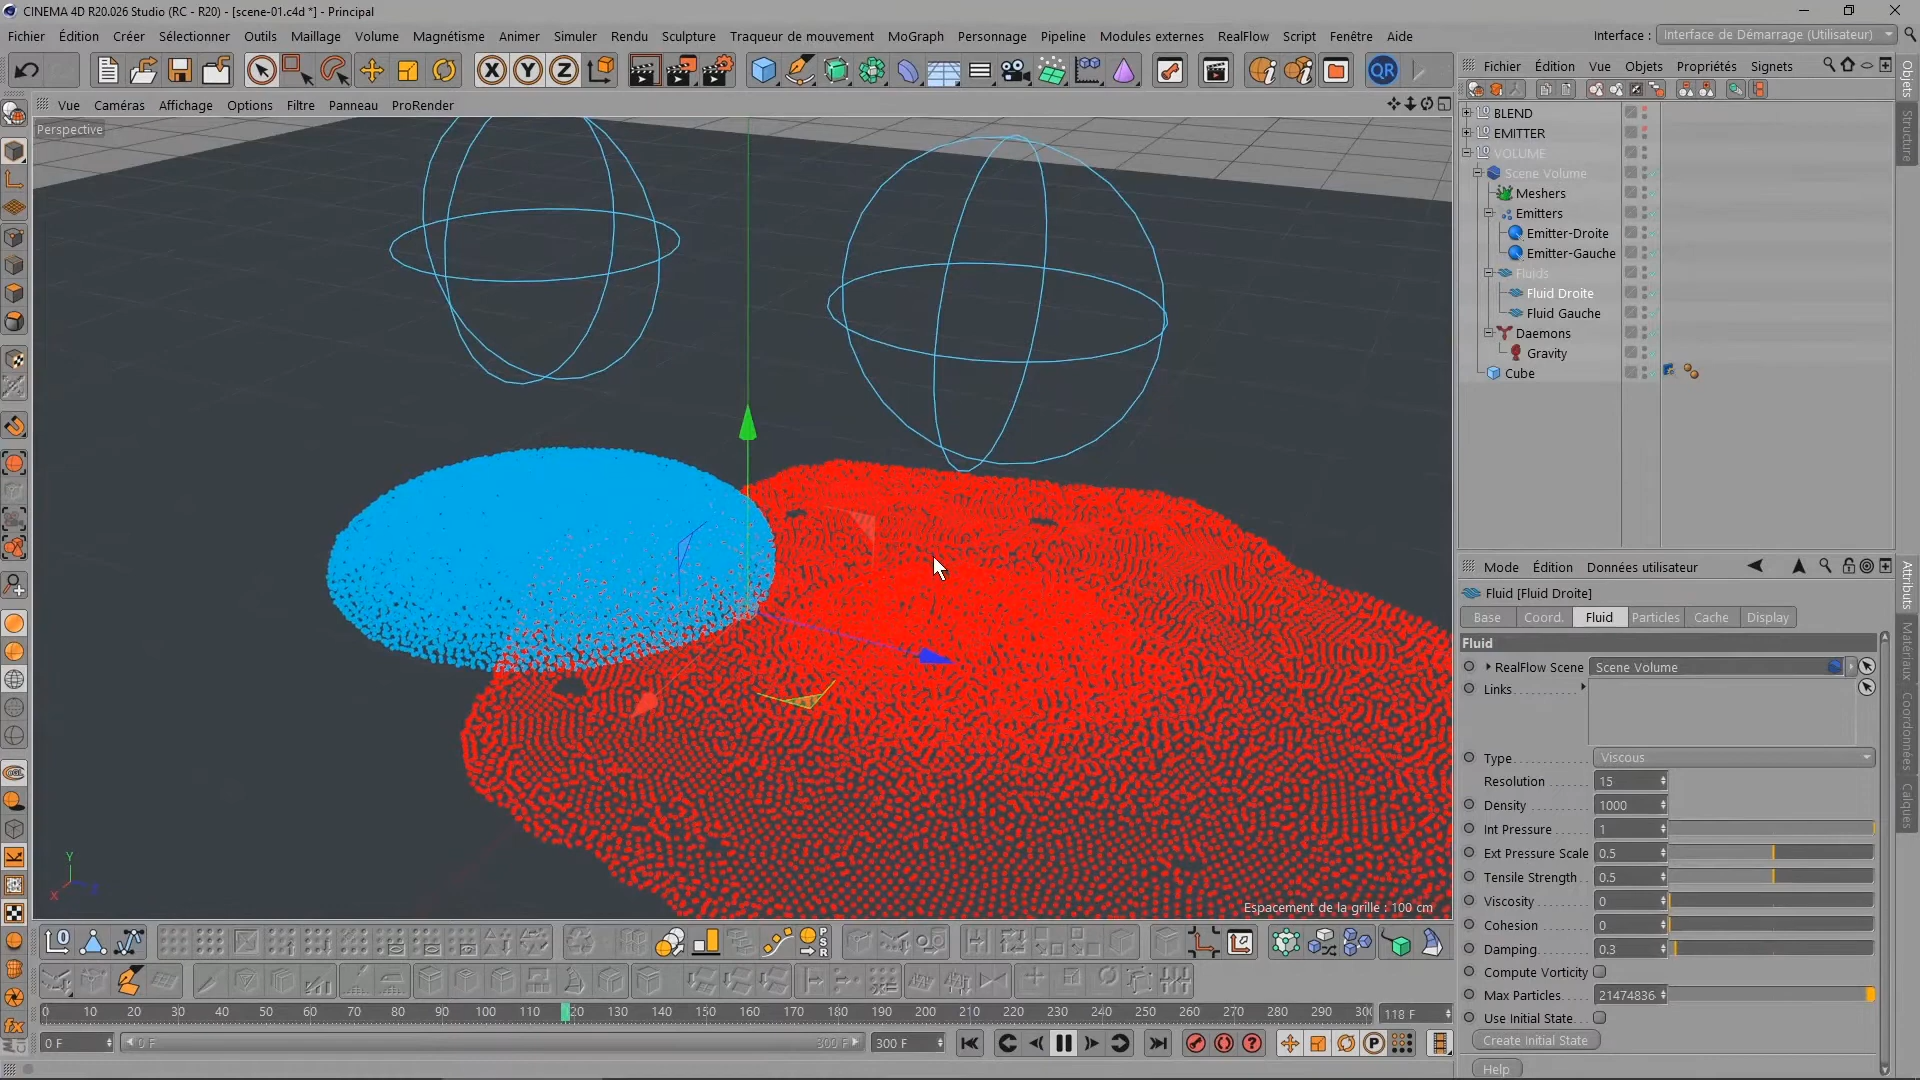 CINEMA 4D R20.026 Studio (RC - R20) - [scene-01.c4d *] - Principal
Fichier Édition Créer Sélectionner Outils Maillage Volume Magnétisme Animer Simuler Rendu Sculpture Traqueur de mouvement MoGraph Personnage Pipeline Modules externes RealFlow Script Fenêtre Aide
Interface : Interface de Démarrage (Utilisateur)
X Y Z QR
Fichier Édition Vue Objets Propriétés Signets
Vue Caméras Affichage Options Filtre Panneau ProRender
Perspective
BLEND
EMITTER
VOLUME
Scene Volume
Meshers
Emitters
Emitter-Droite
Emitter-Gauche
Fluids
Fluid Droite
Fluid Gauche
Daemons
Gravity
Cube
Objets
Structure
Mode Édition Données utilisateur
Fluid [Fluid Droite]
Base Coord. Fluid Particles Cache Display
Fluid
RealFlow Scene Scene Volume
Links
Type Viscous
Resolution 15
Density 1000
Int Pressure 1
Ext Pressure Scale 0.5
Tensile Strength 0.5
Viscosity 0
Cohesion 0
Damping 0.3
Compute Vorticity
Max Particles 21474836
Use Initial State
Create Initial State
Help
Attributs
Matériaux
Coordonnées
Calques
Y
X
Espacement de la grille : 100 cm
P
S
R
0 10 20 30 40 50 60 70 80 90 100 110 120 130 140 150 160 170 180 190 200 210 220 230 240 250 260 270 280 290 300
118 F
0 F 0 F 300 F 300 F
P